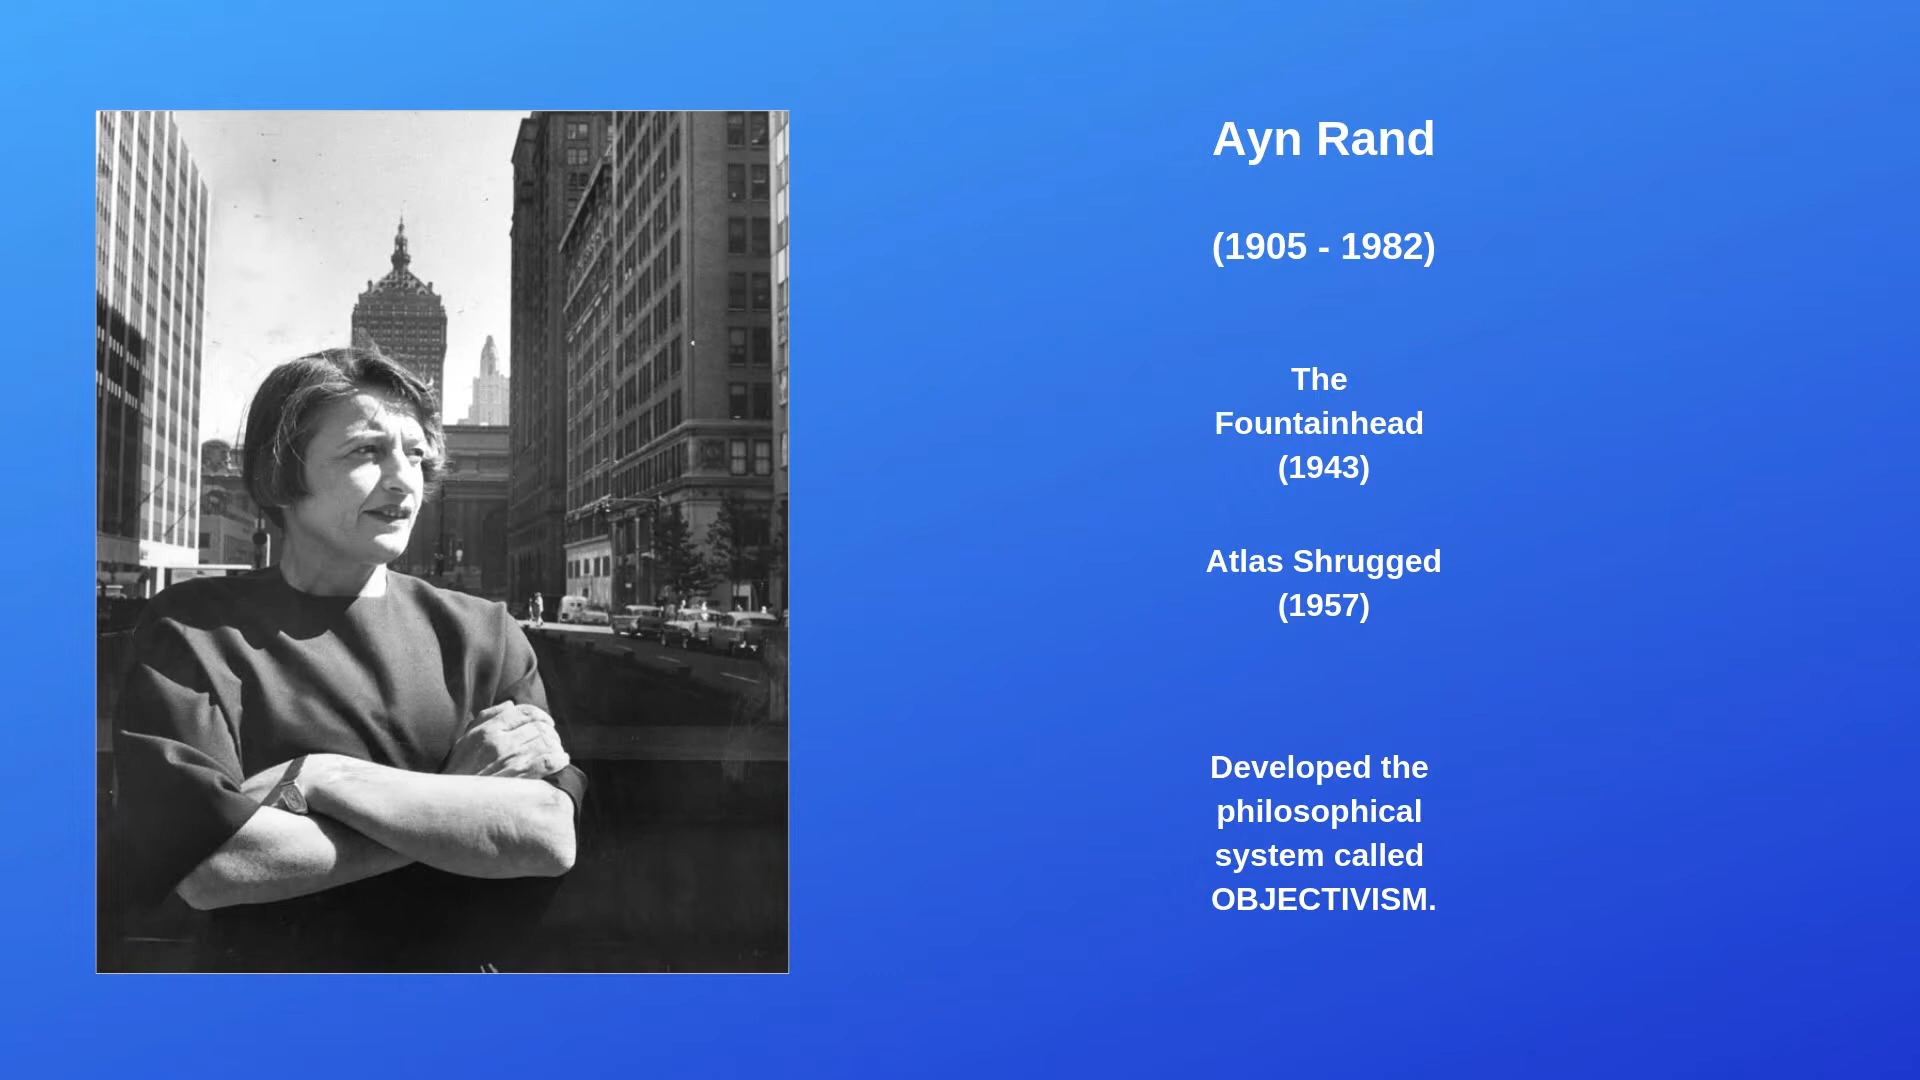 Ayn Rand
(1905 - 1982)
The
Fountainhead
(1943)
Atlas Shrugged
(1957)
Developed the
philosophical
system called
OBJECTIVISM.